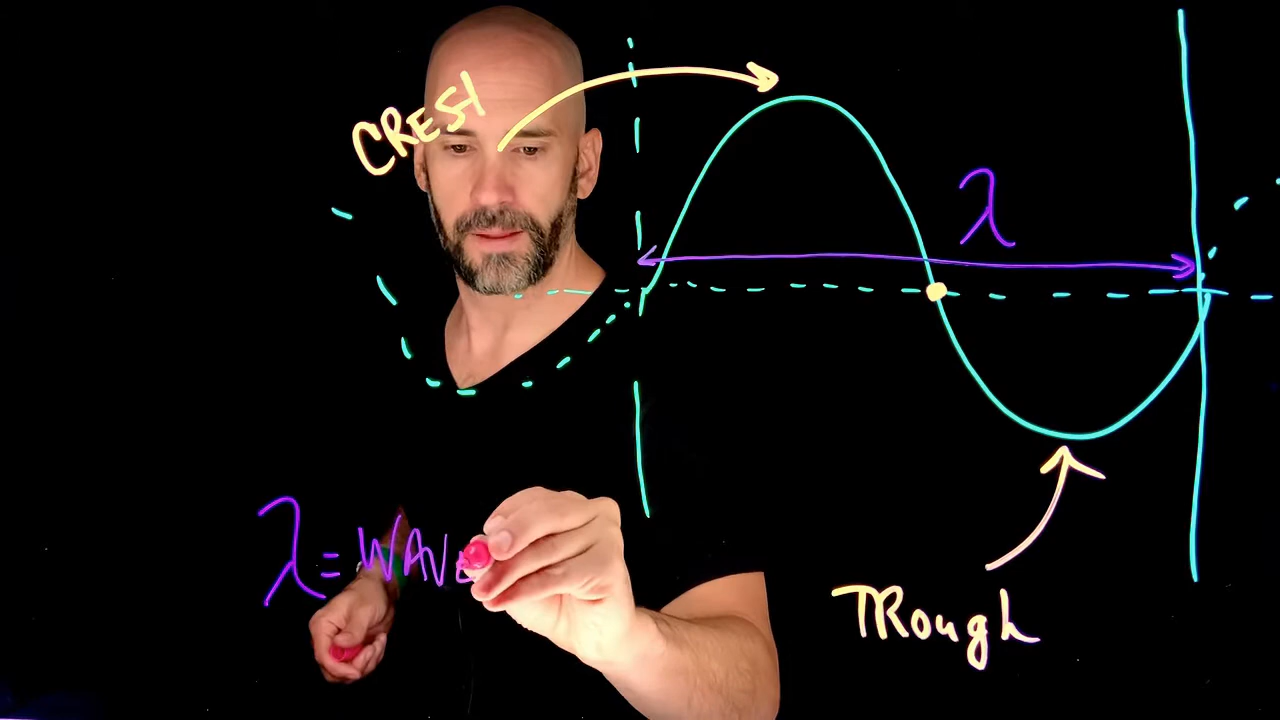 CREST
λ
λ = WAVE
TRough